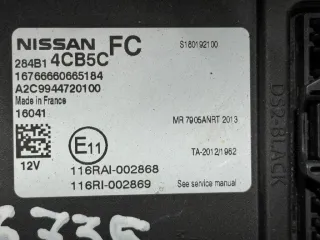 NISSAN FC
S180192100
284B1 4CB5C
16766660665184
A2C9944720100
Made in France
16041
MR 7905ANRT 2013
E11
12V
TA-2012/1962
116RAI-002868
116RI-002869
See service manual
DS2-BLACK